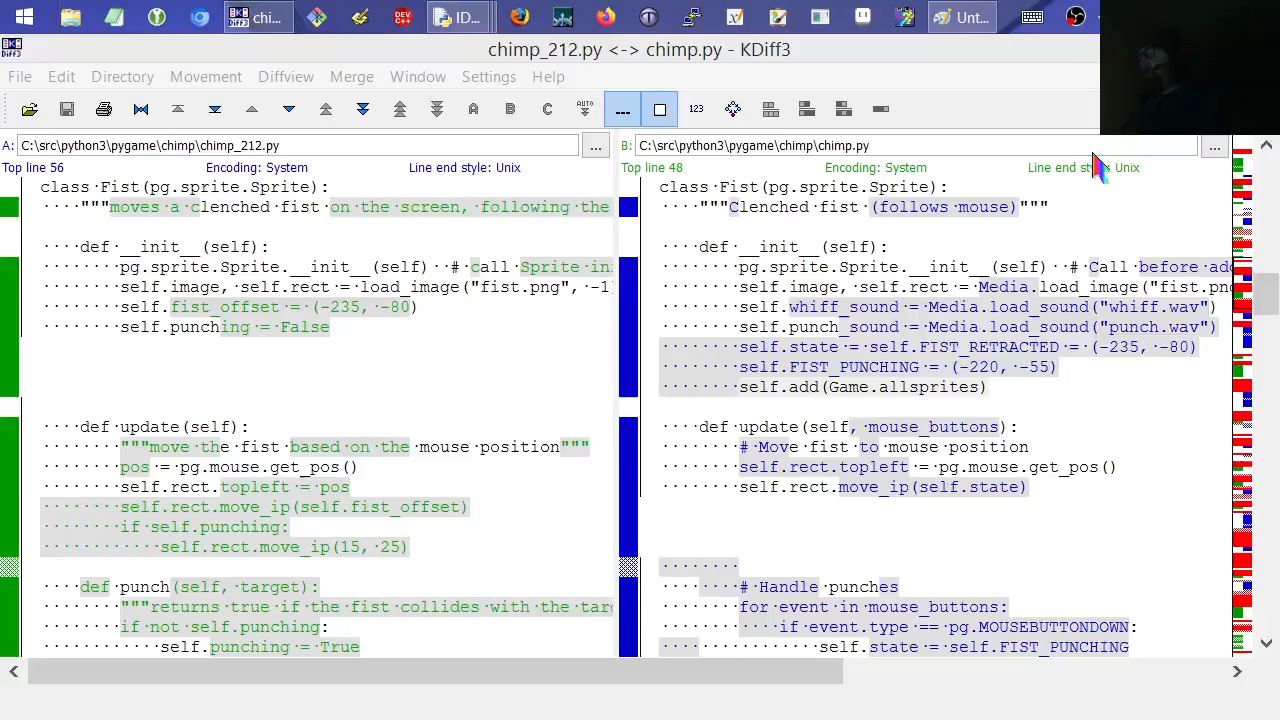 chi...
ID...
Unt...
chimp_212.py <-> chimp.py - KDiff3
File Edit Directory Movement Diffview Merge Window Settings Help
A B C AUTO 123
A: C:\src\python3\pygame\chimp\chimp_212.py ...
Top line 56 Encoding: System Line end style: Unix
class·Fist(pg.sprite.Sprite):
····"""moves·a·clenched·fist·on·the·screen,·following·the
····def·__init__(self):
········pg.sprite.Sprite.__init__(self)··#·call·Sprite·in
········self.image,·self.rect·=·load_image("fist.png",·-1
········self.fist_offset·=·(-235,·-80)
········self.punching·=·False
····def·update(self):
········"""move·the·fist·based·on·the·mouse·position"""
········pos·=·pg.mouse.get_pos()
········self.rect.topleft·=·pos
········self.rect.move_ip(self.fist_offset)
········if·self.punching:
············self.rect.move_ip(15,·25)
····def·punch(self,·target):
········"""returns·true·if·the·fist·collides·with·the·tar
········if·not·self.punching:
············self.punching·=·True
B: C:\src\python3\pygame\chimp\chimp.py ...
Top line 48 Encoding: System Line end style: Unix
class·Fist(pg.sprite.Sprite):
····"""Clenched·fist·(follows·mouse)"""
····def·__init__(self):
········pg.sprite.Sprite.__init__(self)··#·Call·before·ad
········self.image,·self.rect·=·Media.load_image("fist.pn
········self.whiff_sound·=·Media.load_sound("whiff.wav")
········self.punch_sound·=·Media.load_sound("punch.wav")
········self.state·=·self.FIST_RETRACTED·=·(-235,·-80)
········self.FIST_PUNCHING·=·(-220,·-55)
········self.add(Game.allsprites)
····def·update(self,·mouse_buttons):
········#·Move·fist·to·mouse·position
········self.rect.topleft·=·pg.mouse.get_pos()
········self.rect.move_ip(self.state)
········
········#·Handle·punches
········for·event·in·mouse_buttons:
············if·event.type·==·pg.MOUSEBUTTONDOWN:
················self.state·=·self.FIST_PUNCHING